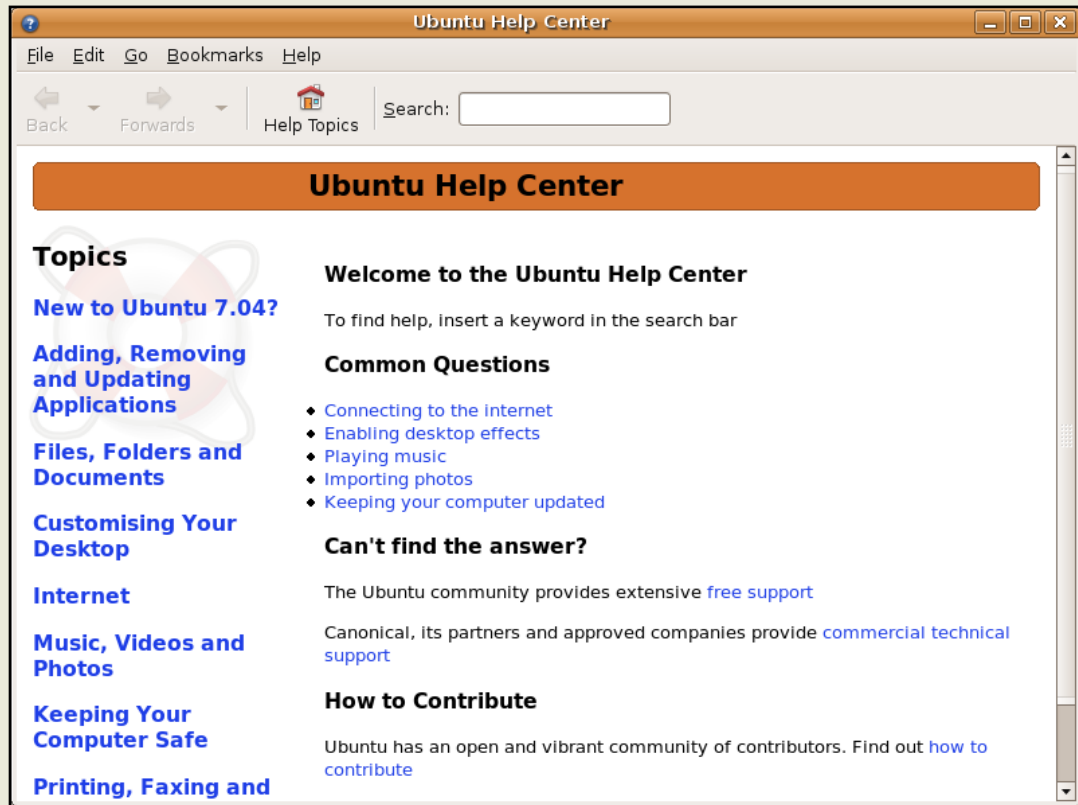 Ubuntu Help Center
File Edit Go Bookmarks Help
Back Forwards Help Topics Search:
Ubuntu Help Center
Topics
New to Ubuntu 7.04?
Adding, Removing
and Updating
Applications
Files, Folders and
Documents
Customising Your
Desktop
Internet
Music, Videos and
Photos
Keeping Your
Computer Safe
Printing, Faxing and
Welcome to the Ubuntu Help Center
To find help, insert a keyword in the search bar
Common Questions
Connecting to the internet
Enabling desktop effects
Playing music
Importing photos
Keeping your computer updated
Can't find the answer?
The Ubuntu community provides extensive free support
Canonical, its partners and approved companies provide commercial technical
support
How to Contribute
Ubuntu has an open and vibrant community of contributors. Find out how to
contribute